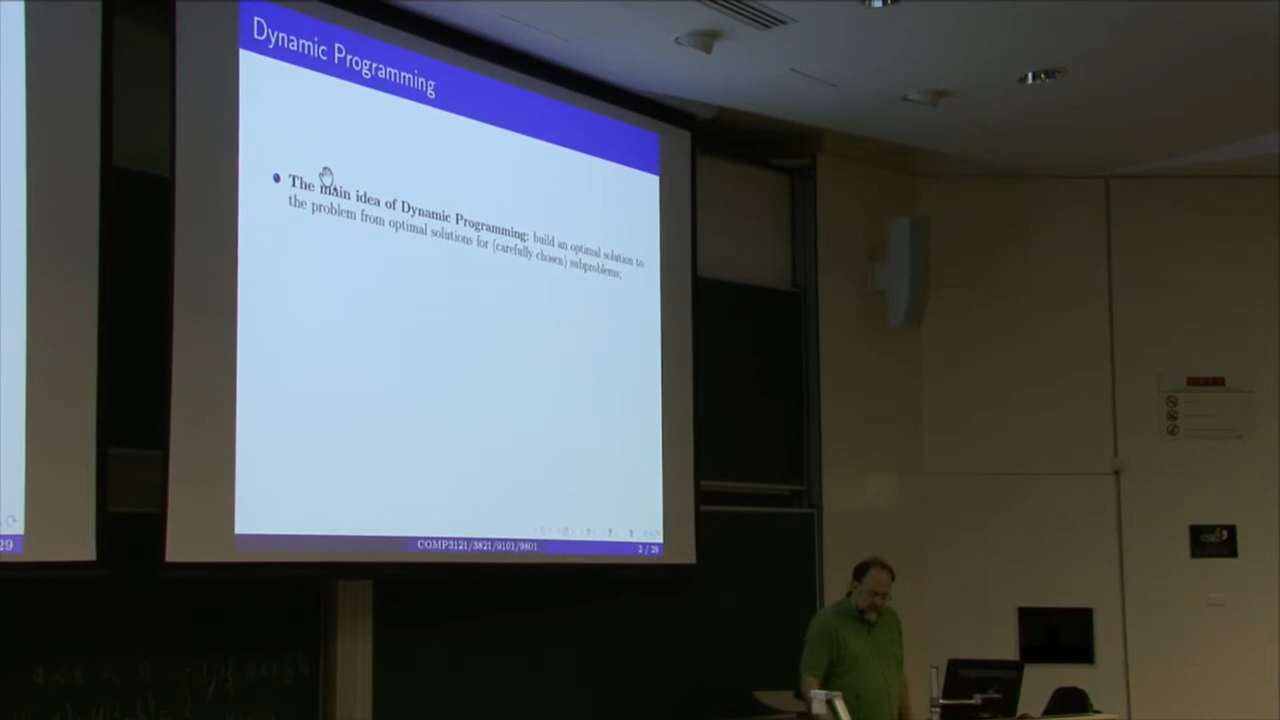 Dynamic Programming
The main idea of Dynamic Programming: build an optimal solution to
the problem from optimal solutions for (carefully chosen) subproblems;
COMP3121/3821/9101/9801
2 / 29
29